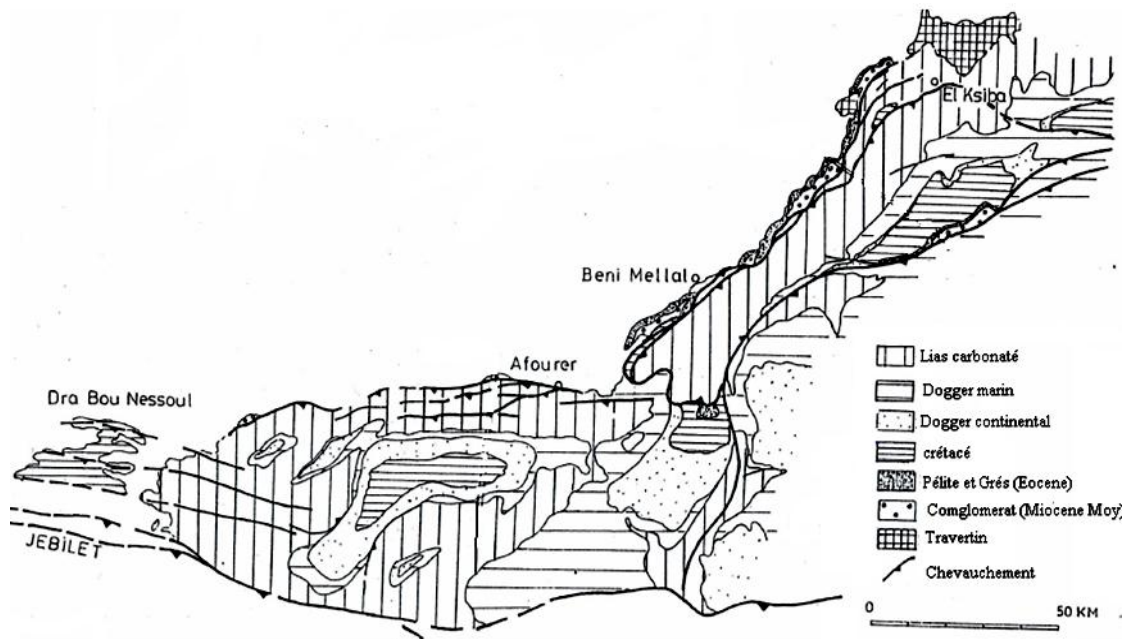 El Ksiba
Beni Mellal
Afourer
Dra Bou Nessoul
JEBILET
Lias carbonaté
Dogger marin
Dogger continental
crétacé
Pélite et Grés (Eocene)
Comglomerat (Miocene Moy)
Travertin
Chevauchement
0 50 KM